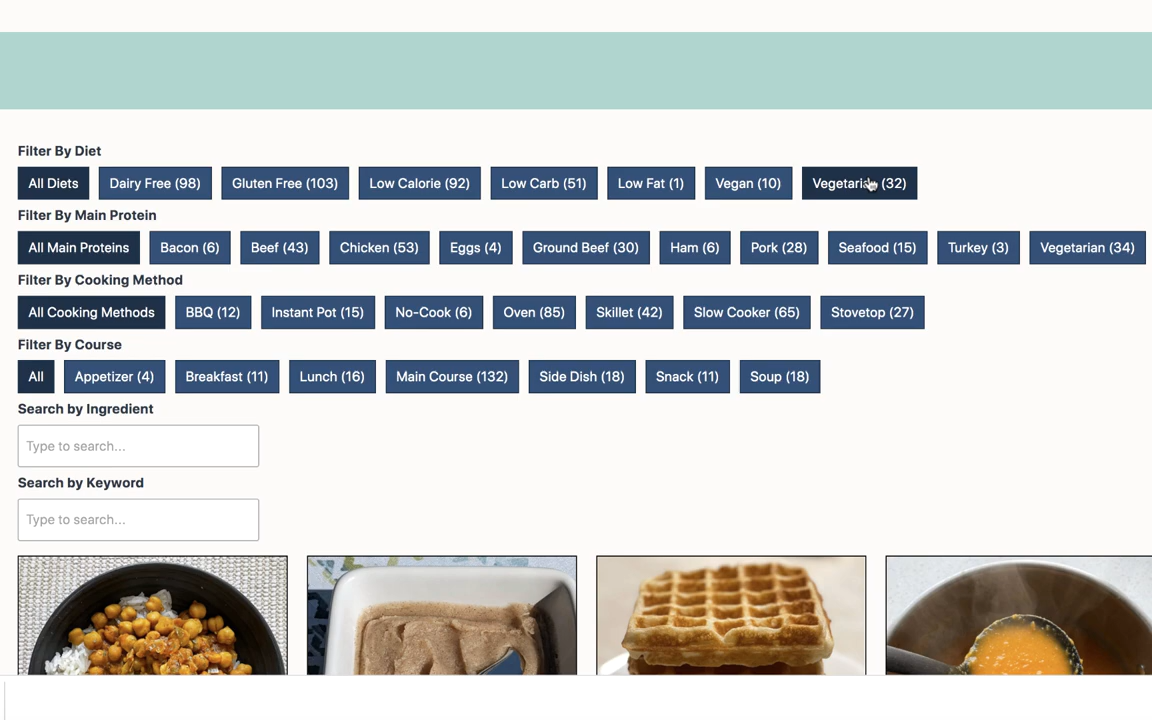 Filter By Diet
All Diets Dairy Free (98) Gluten Free (103) Low Calorie (92) Low Carb (51) Low Fat (1) Vegan (10) Vegetarian (32)
Filter By Main Protein
All Main Proteins Bacon (6) Beef (43) Chicken (53) Eggs (4) Ground Beef (30) Ham (6) Pork (28) Seafood (15) Turkey (3) Vegetarian (34)
Filter By Cooking Method
All Cooking Methods BBQ (12) Instant Pot (15) No-Cook (6) Oven (85) Skillet (42) Slow Cooker (65) Stovetop (27)
Filter By Course
All Appetizer (4) Breakfast (11) Lunch (16) Main Course (132) Side Dish (18) Snack (11) Soup (18)
Search by Ingredient
Type to search...
Search by Keyword
Type to search...